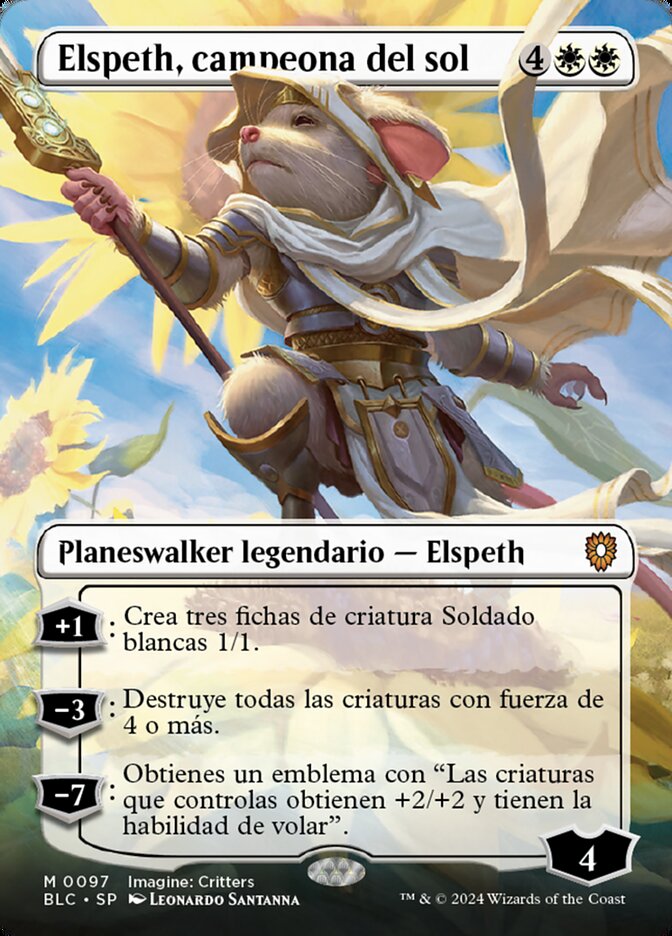 Elspeth, campeona del sol 4
Planeswalker legendario — Elspeth
+1 : Crea tres fichas de criatura Soldado
blancas 1/1.
−3 : Destruye todas las criaturas con fuerza de
4 o más.
−7 : Obtienes un emblema con “Las criaturas
que controlas obtienen +2/+2 y tienen la
habilidad de volar”.
4
M 0097 Imagine: Critters
BLC • SP Leonardo Santanna
™ & © 2024 Wizards of the Coast